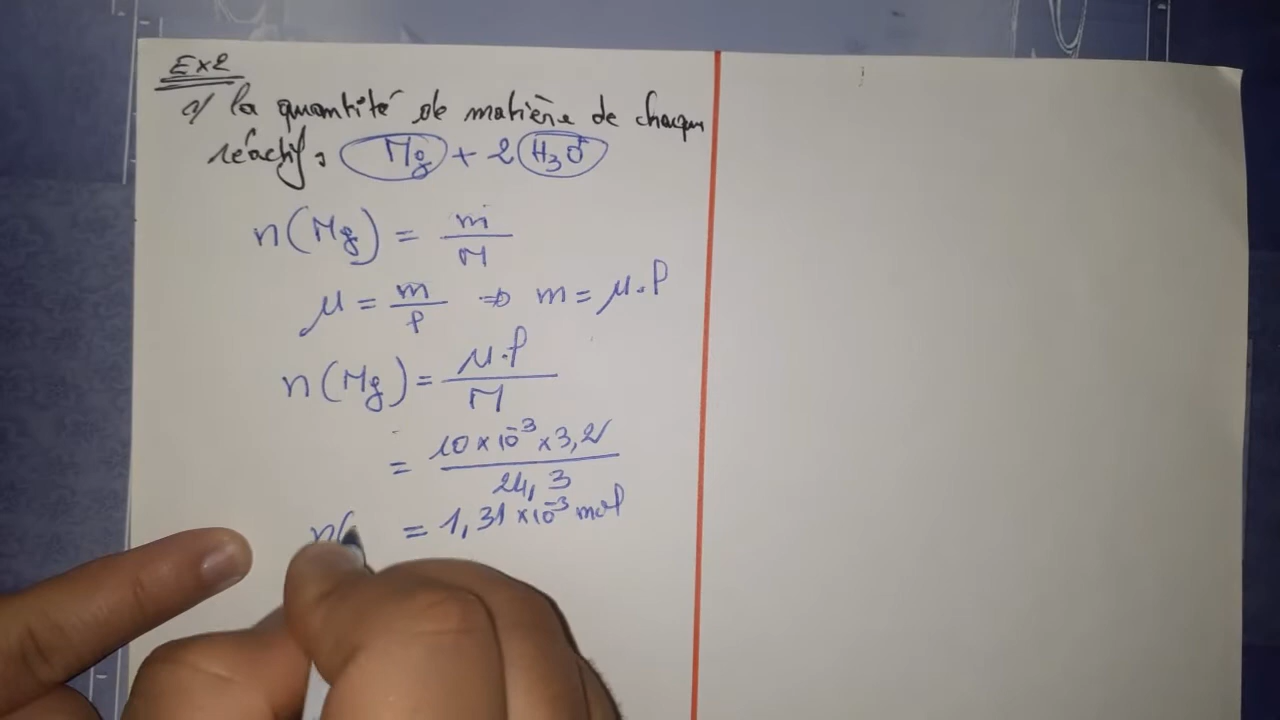 Ex2
a/ la quantité de matière de chaque
réactif : Mg + 2 H3O+
n(Mg) = m/M
μ = m/l ⇒ m = μ.l
n(Mg) = μ.l/M
= 10 × 10^-3 × 3,2/24,3
n( = 1,31 × 10^-3 mol